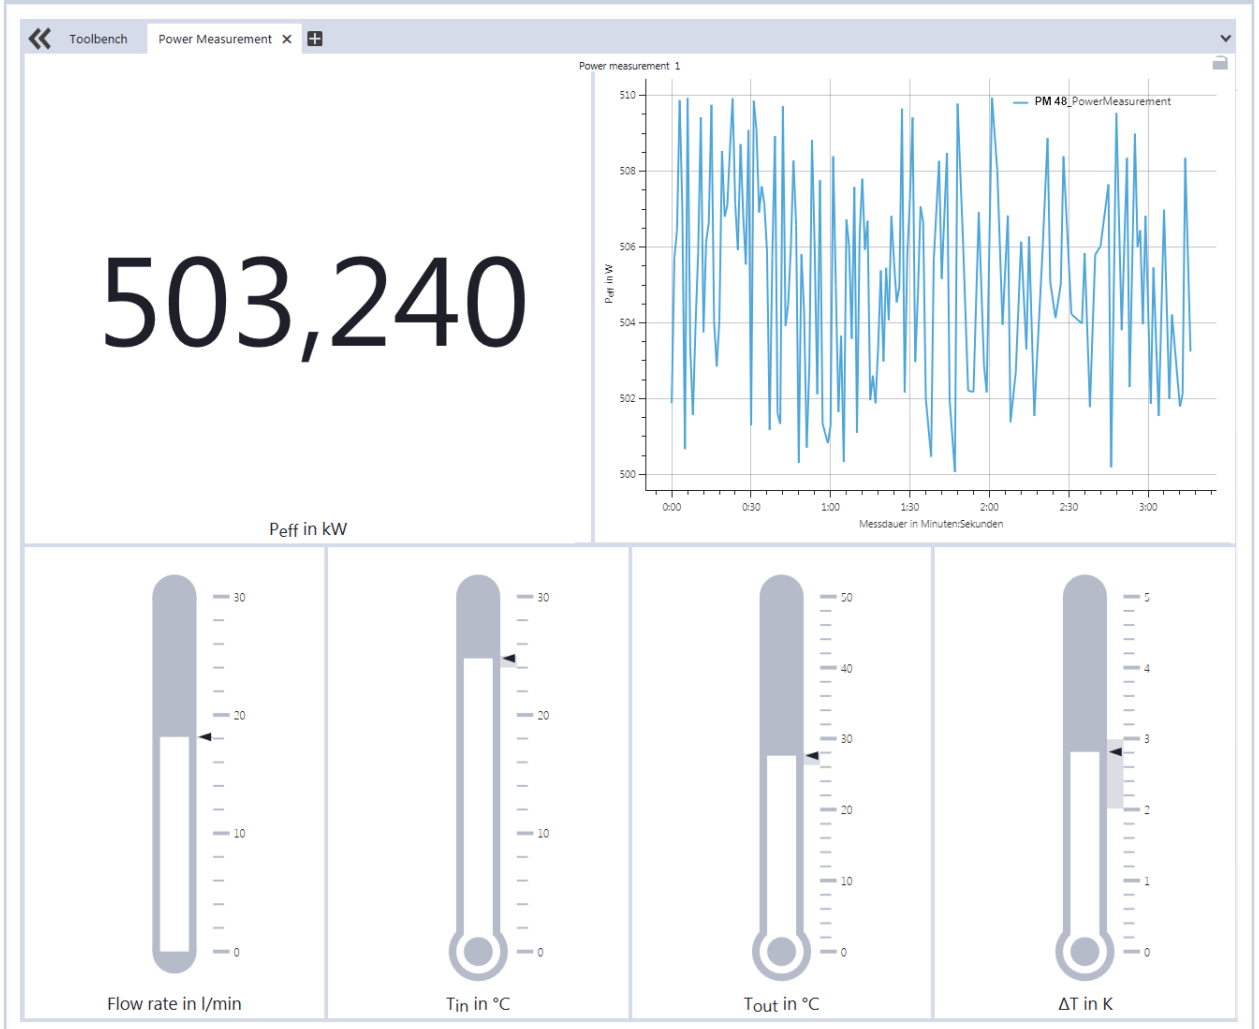 Toolbench Power Measurement
Power measurement 1
PM 48_PowerMeasurement
510
508
506
504
502
500
Peff in W
0:00 0:30 1:00 1:30 2:00 2:30 3:00
Messdauer in Minuten:Sekunden
503,240
Peff in kW
30
20
10
0
Flow rate in l/min
30
20
10
0
Tin in °C
50
40
30
20
10
0
Tout in °C
5
4
3
2
1
0
ΔT in K